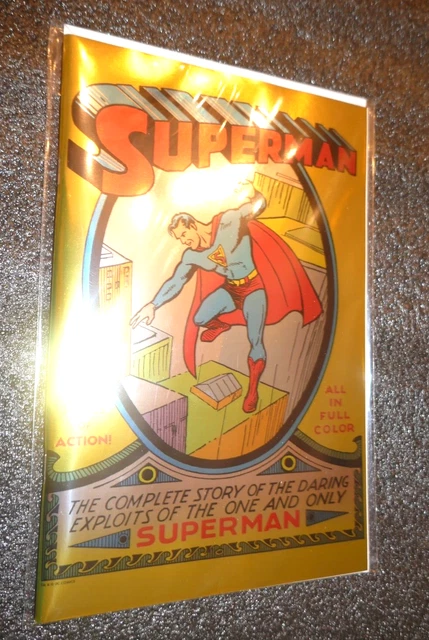 SUPERMAN
S
ACTION!
ALL
IN
FULL
COLOR
THE COMPLETE STORY OF THE DARING
EXPLOITS OF THE ONE AND ONLY
SUPERMAN